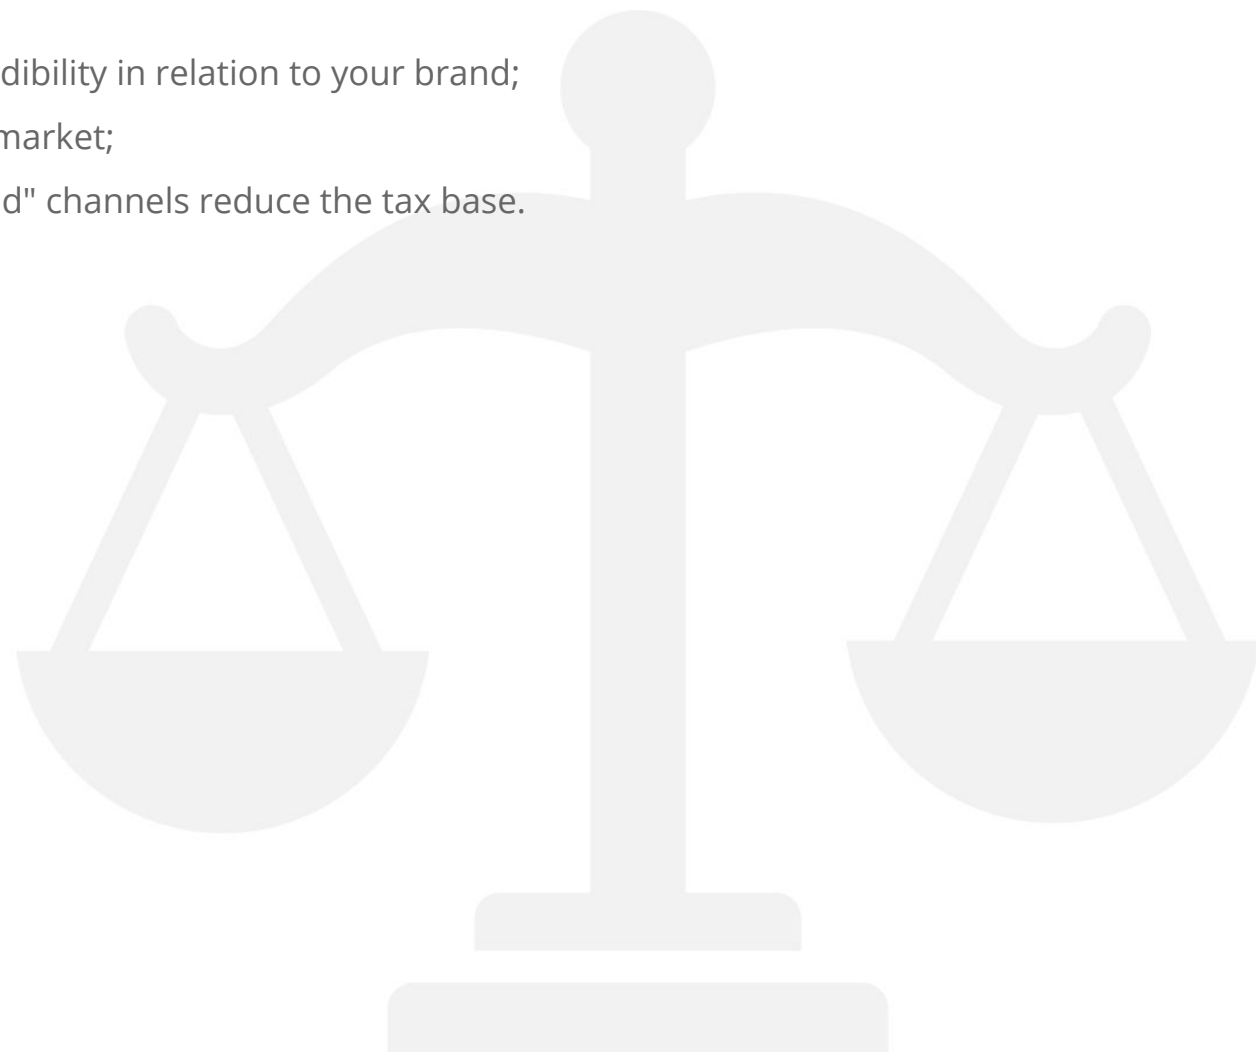 dibility in relation to your brand;
market;
d" channels reduce the tax base.